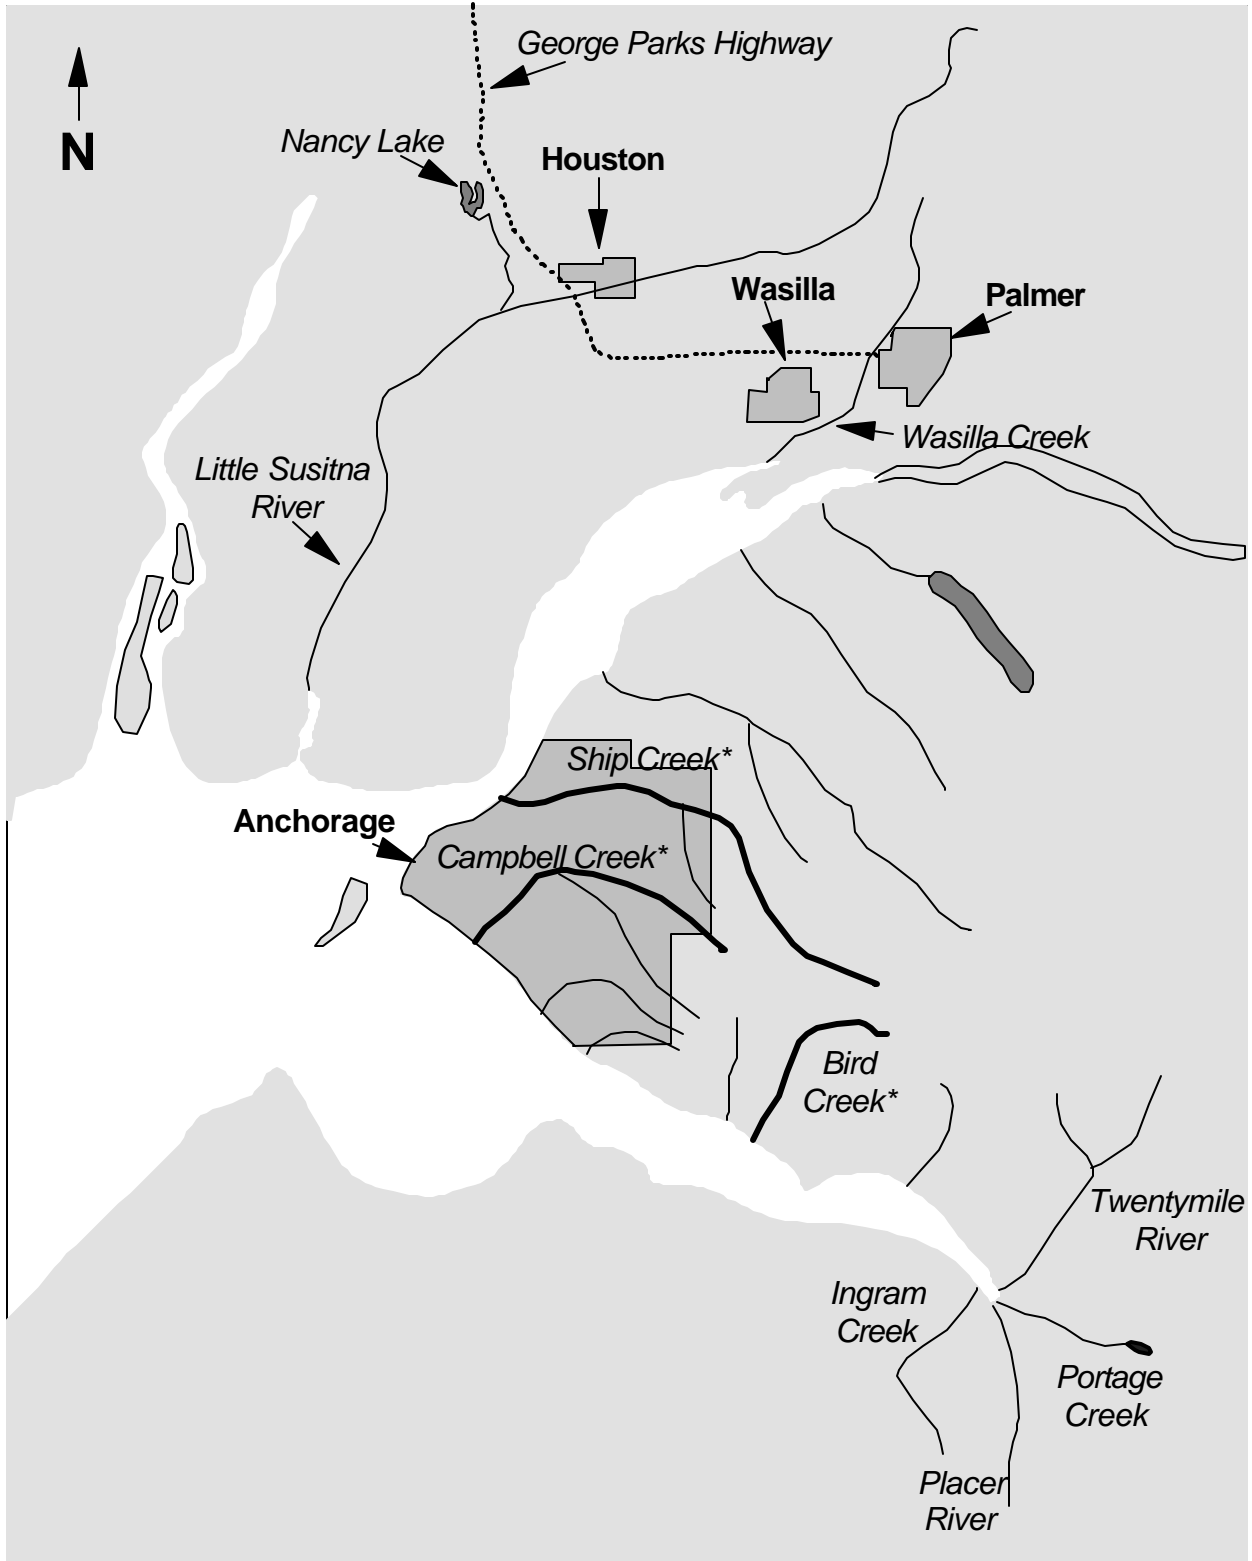 George Parks Highway
N
Nancy Lake
Houston
Wasilla
Palmer
Wasilla Creek
Little Susitna
River
Ship Creek*
Anchorage
Campbell Creek*
Bird
Creek*
Twentymile
River
Ingram
Creek
Portage
Creek
Placer
River